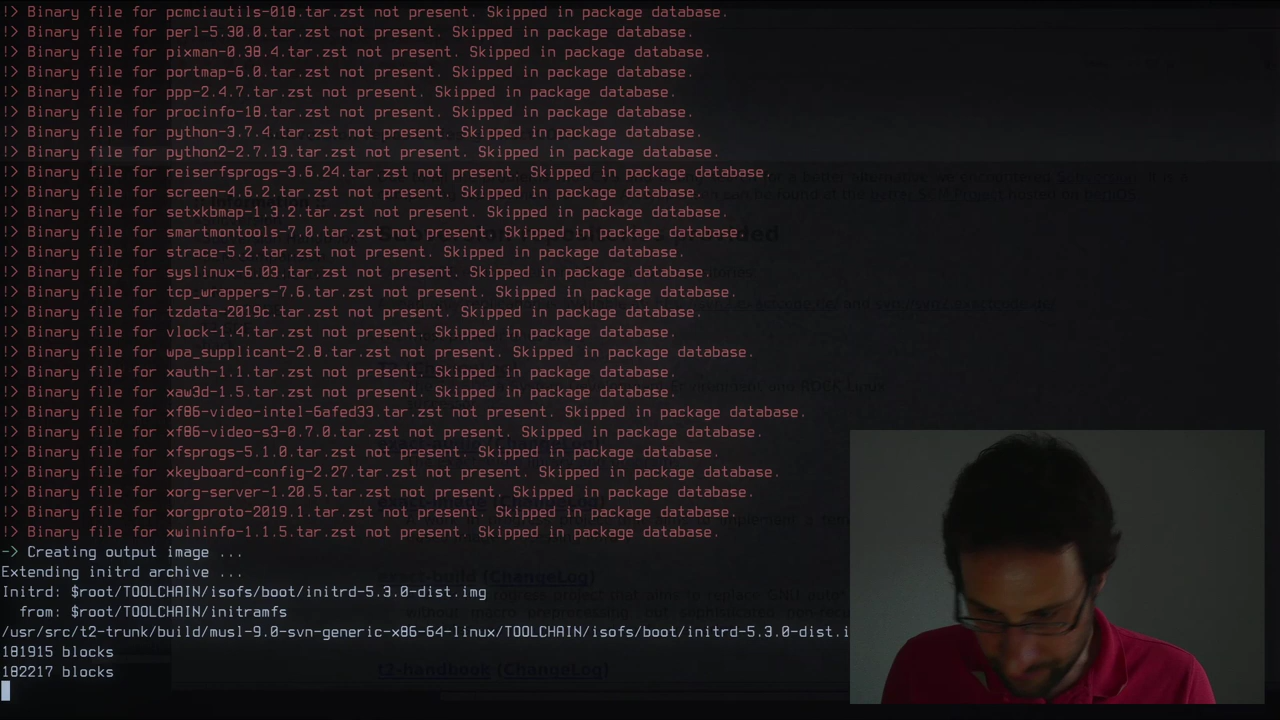 !> Binary file for pcmciautils-018.tar.zst not present. Skipped in package database.
!> Binary file for perl-5.30.0.tar.zst not present. Skipped in package database.
!> Binary file for pixman-0.38.4.tar.zst not present. Skipped in package database.
!> Binary file for portmap-6.0.tar.zst not present. Skipped in package database.
!> Binary file for ppp-2.4.7.tar.zst not present. Skipped in package database.
!> Binary file for procinfo-18.tar.zst not present. Skipped in package database.
!> Binary file for python-3.7.4.tar.zst not present. Skipped in package database.
!> Binary file for python2-2.7.13.tar.zst not present. Skipped in package database.
!> Binary file for reiserfsprogs-3.6.24.tar.zst not present. Skipped in package database.
!> Binary file for screen-4.6.2.tar.zst not present. Skipped in package database.
!> Binary file for setxkbmap-1.3.2.tar.zst not present. Skipped in package database.
!> Binary file for smartmontools-7.0.tar.zst not present. Skipped in package database.
!> Binary file for strace-5.2.tar.zst not present. Skipped in package database.
!> Binary file for syslinux-6.03.tar.zst not present. Skipped in package database.
!> Binary file for tcp_wrappers-7.6.tar.zst not present. Skipped in package database.
!> Binary file for tzdata-2019c.tar.zst not present. Skipped in package database.
!> Binary file for vlock-1.4.tar.zst not present. Skipped in package database.
!> Binary file for wpa_supplicant-2.8.tar.zst not present. Skipped in package database.
!> Binary file for xauth-1.1.tar.zst not present. Skipped in package database.
!> Binary file for xaw3d-1.5.tar.zst not present. Skipped in package database.
!> Binary file for xf86-video-intel-6afed33.tar.zst not present. Skipped in package database.
!> Binary file for xf86-video-s3-0.7.0.tar.zst not present. Skipped in package database.
!> Binary file for xfsprogs-5.1.0.tar.zst not present. Skipped in package database.
!> Binary file for xkeyboard-config-2.27.tar.zst not present. Skipped in package database.
!> Binary file for xorg-server-1.20.5.tar.zst not present. Skipped in package database.
!> Binary file for xorgproto-2019.1.tar.zst not present. Skipped in package database.
!> Binary file for xwininfo-1.1.5.tar.zst not present. Skipped in package database.
-> Creating output image ...
Extending initrd archive ...
Initrd: $root/TOOLCHAIN/isofs/boot/initrd-5.3.0-dist.img
from: $root/TOOLCHAIN/initramfs
/usr/src/t2-trunk/build/musl-9.0-svn-generic-x86-64-linux/TOOLCHAIN/isofs/boot/initrd-5.3.0-dist.i
181915 blocks
182217 blocks
t2-handbook (ChangeLog)